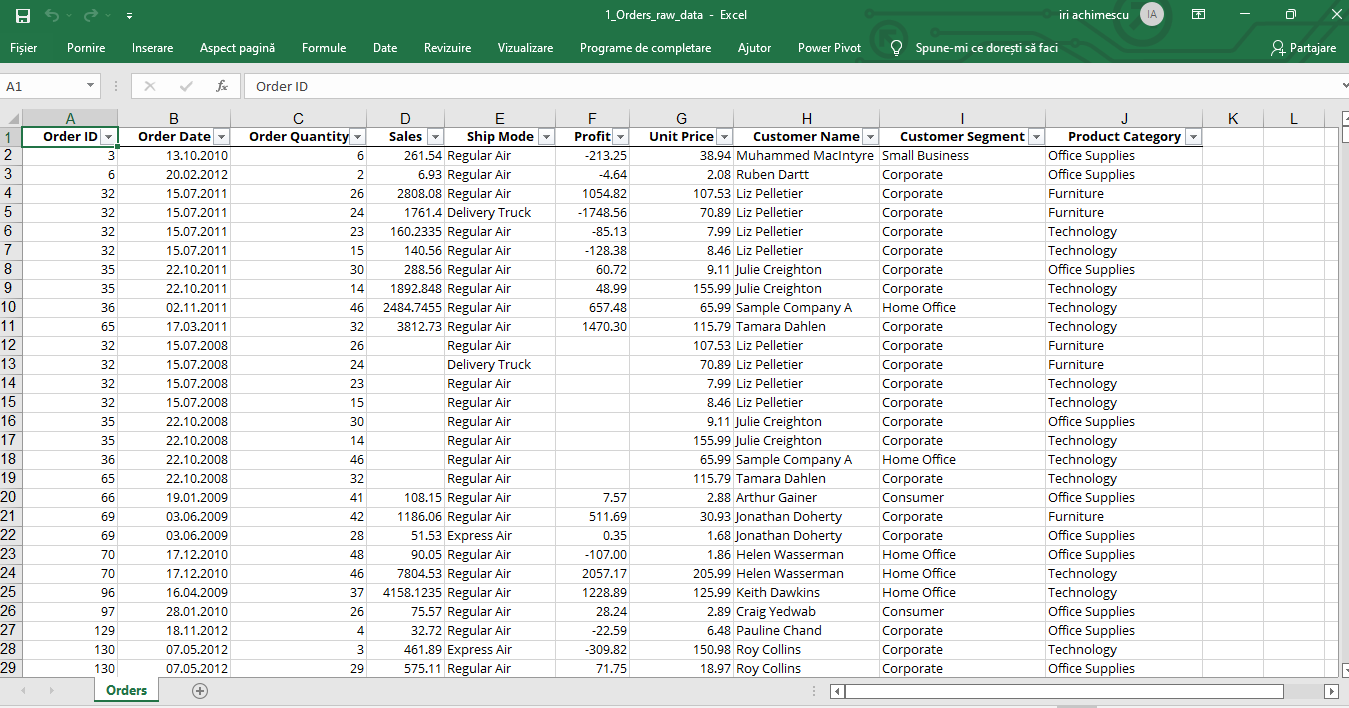 1_Orders_raw_data - Excel iri achimescu IA
Fișier Pornire Inserare Aspect pagină Formule Date Revizuire Vizualizare Programe de completare Ajutor Power Pivot Spune-mi ce dorești să faci Partajare
A1 fx Order ID
A B C D E F G H I J K L
1 Order ID Order Date Order Quantity Sales Ship Mode Profit Unit Price Customer Name Customer Segment Product Category
2 3 13.10.2010 6 261.54 Regular Air -213.25 38.94 Muhammed MacIntyre Small Business Office Supplies
3 6 20.02.2012 2 6.93 Regular Air -4.64 2.08 Ruben Dartt Corporate Office Supplies
4 32 15.07.2011 26 2808.08 Regular Air 1054.82 107.53 Liz Pelletier Corporate Furniture
5 32 15.07.2011 24 1761.4 Delivery Truck -1748.56 70.89 Liz Pelletier Corporate Furniture
6 32 15.07.2011 23 160.2335 Regular Air -85.13 7.99 Liz Pelletier Corporate Technology
7 32 15.07.2011 15 140.56 Regular Air -128.38 8.46 Liz Pelletier Corporate Technology
8 35 22.10.2011 30 288.56 Regular Air 60.72 9.11 Julie Creighton Corporate Office Supplies
9 35 22.10.2011 14 1892.848 Regular Air 48.99 155.99 Julie Creighton Corporate Technology
10 36 02.11.2011 46 2484.7455 Regular Air 657.48 65.99 Sample Company A Home Office Technology
11 65 17.03.2011 32 3812.73 Regular Air 1470.30 115.79 Tamara Dahlen Corporate Technology
12 32 15.07.2008 26 Regular Air 107.53 Liz Pelletier Corporate Furniture
13 32 15.07.2008 24 Delivery Truck 70.89 Liz Pelletier Corporate Furniture
14 32 15.07.2008 23 Regular Air 7.99 Liz Pelletier Corporate Technology
15 32 15.07.2008 15 Regular Air 8.46 Liz Pelletier Corporate Technology
16 35 22.10.2008 30 Regular Air 9.11 Julie Creighton Corporate Office Supplies
17 35 22.10.2008 14 Regular Air 155.99 Julie Creighton Corporate Technology
18 36 22.10.2008 46 Regular Air 65.99 Sample Company A Home Office Technology
19 65 22.10.2008 32 Regular Air 115.79 Tamara Dahlen Corporate Technology
20 66 19.01.2009 41 108.15 Regular Air 7.57 2.88 Arthur Gainer Consumer Office Supplies
21 69 03.06.2009 42 1186.06 Regular Air 511.69 30.93 Jonathan Doherty Corporate Furniture
22 69 03.06.2009 28 51.53 Express Air 0.35 1.68 Jonathan Doherty Corporate Office Supplies
23 70 17.12.2010 48 90.05 Regular Air -107.00 1.86 Helen Wasserman Home Office Office Supplies
24 70 17.12.2010 46 7804.53 Regular Air 2057.17 205.99 Helen Wasserman Home Office Technology
25 96 16.04.2009 37 4158.1235 Regular Air 1228.89 125.99 Keith Dawkins Home Office Technology
26 97 28.01.2010 26 75.57 Regular Air 28.24 2.89 Craig Yedwab Consumer Office Supplies
27 129 18.11.2012 4 32.72 Regular Air -22.59 6.48 Pauline Chand Corporate Office Supplies
28 130 07.05.2012 3 461.89 Express Air -309.82 150.98 Roy Collins Corporate Technology
29 130 07.05.2012 29 575.11 Regular Air 71.75 18.97 Roy Collins Corporate Office Supplies
Orders